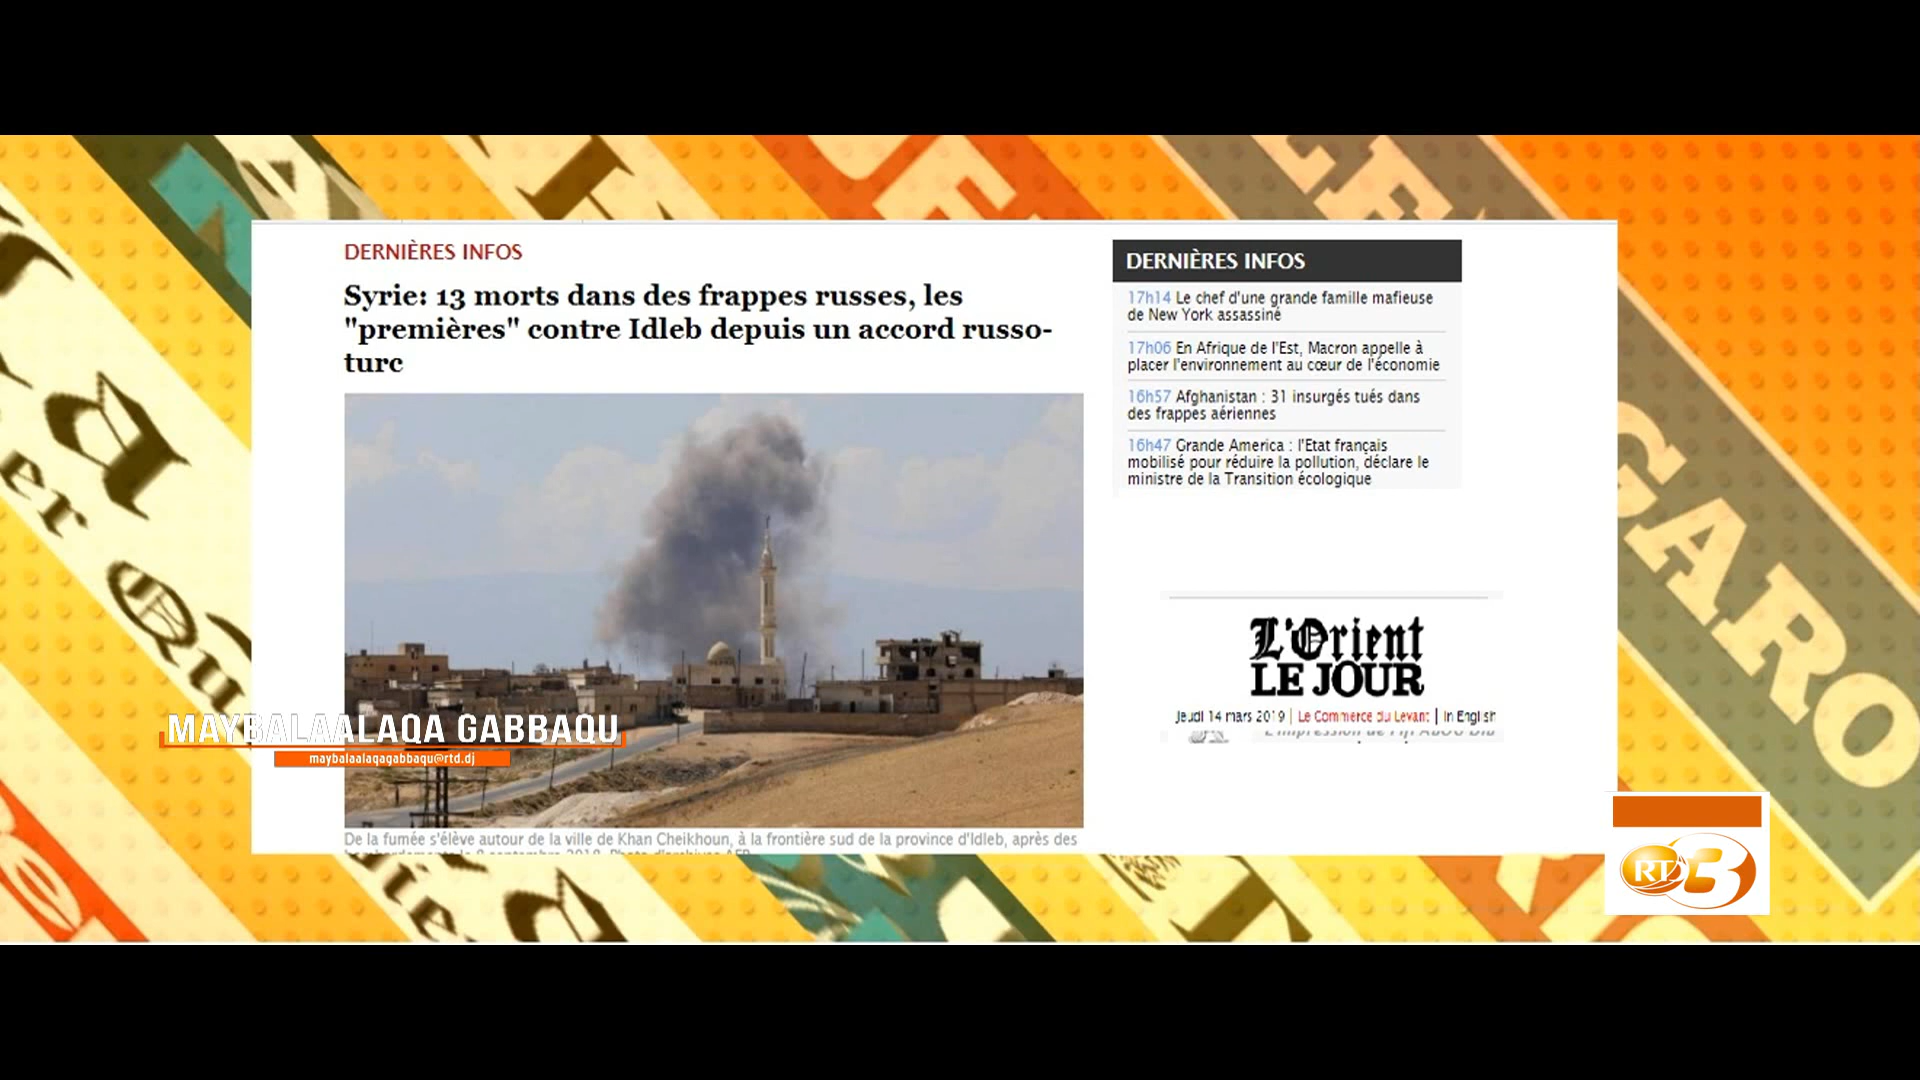 DERNIÈRES INFOS
Syrie: 13 morts dans des frappes russes, les
"premières" contre Idleb depuis un accord russo-
turc
De la fumée s'élève autour de la ville de Khan Cheikhoun, à la frontière sud de la province d'Idleb, après des
DERNIÈRES INFOS
17h14 Le chef d'une grande famille mafieuse
de New York assassiné
17h06 En Afrique de l'Est, Macron appelle à
placer l'environnement au cœur de l'économie
16h57 Afghanistan : 31 insurgés tués dans
des frappes aériennes
16h47 Grande America : l'Etat français
mobilisé pour réduire la pollution, déclare le
ministre de la Transition écologique
L'Orient
LE JOUR
Jeudi 14 mars 2019 | Le Commerce du Levant | In English
MAYBALAALAQA GABBAQU
maybalaalaqagabbaqu@rtd.dj
GARO
er
Qu
RTD3